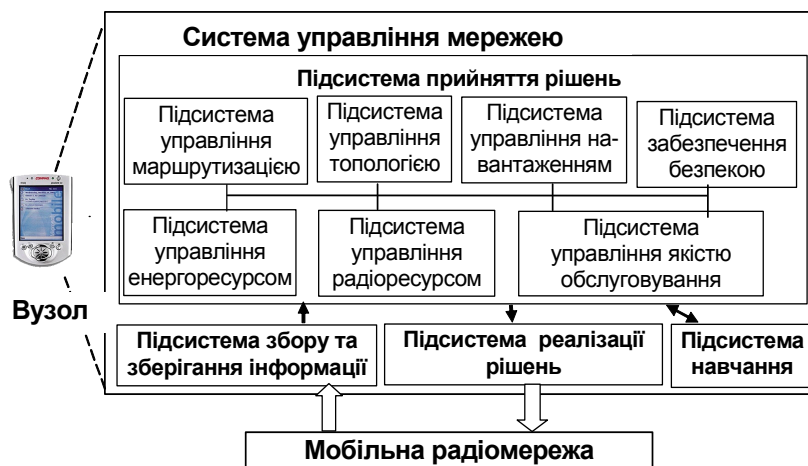 Система управління мережею
Підсистема прийняття рішень
Підсистема
управління
маршрутизацією
Підсистема
управління
топологією
Підсистема
управління на-
вантаженням
Підсистема
забезпечення
безпекою
Підсистема
управління
енергоресурсом
Підсистема
управління
радіоресурсом
Підсистема
управління якістю
обслуговування
Вузол
Підсистема збору та
зберігання інформації
Підсистема реалізації
рішень
Підсистема
навчання
Мобільна радіомережа